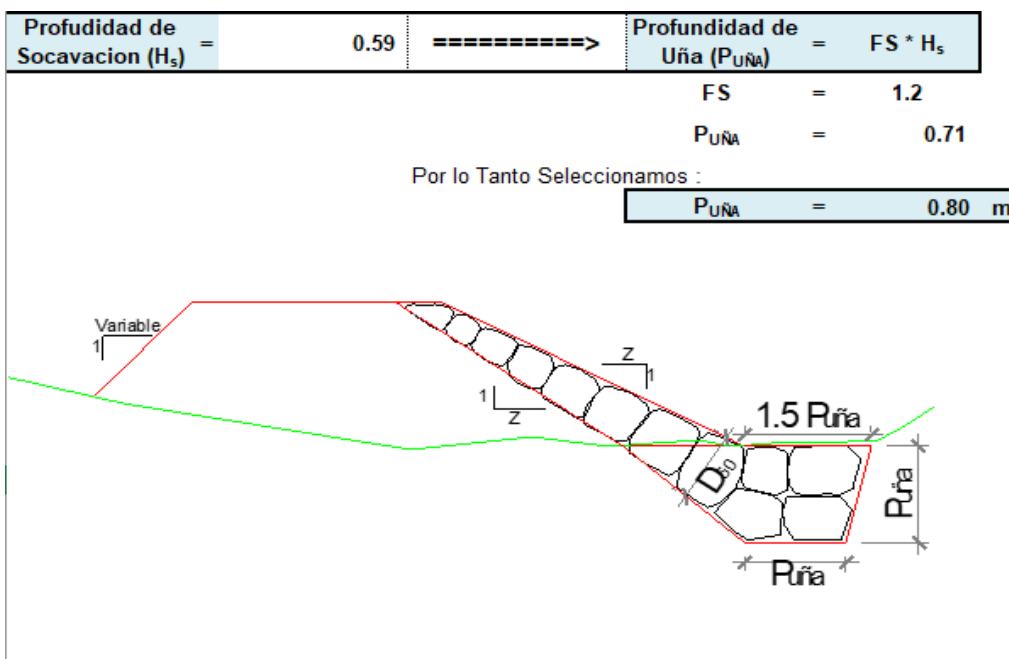 Profudidad de Socavacion (Hs) = 0.59 ==========> Profundidad de Uña (PUÑA) = FS * Hs
FS = 1.2
PUÑA = 0.71
Por lo Tanto Seleccionamos :
PUÑA = 0.80 m
Variable
1
Z
1
1
Z
1.5 Puña
D50
Puña
Puña